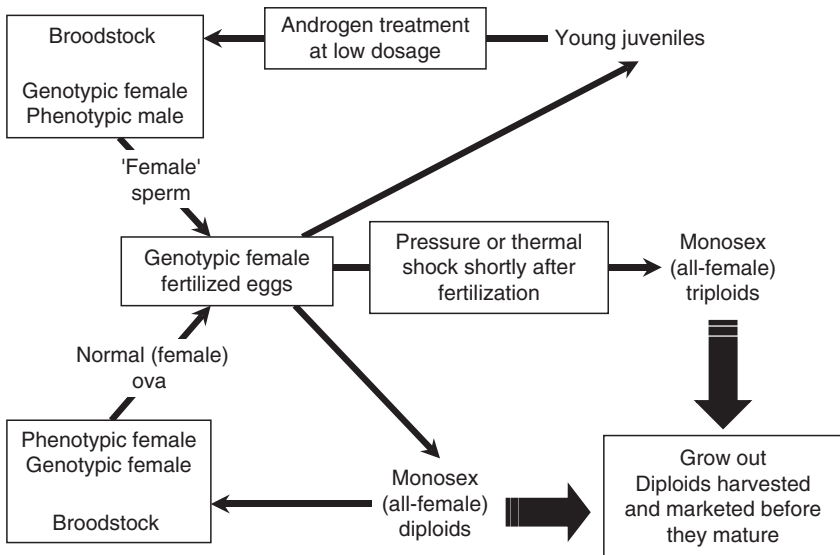 Broodstock
Genotypic female
Phenotypic male
Androgen treatment
at low dosage
Young juveniles
'Female'
sperm
Genotypic female
fertilized eggs
Pressure or thermal
shock shortly after
fertilization
Monosex
(all-female)
triploids
Normal (female)
ova
Phenotypic female
Genotypic female
Broodstock
Monosex
(all-female)
diploids
Grow out
Diploids harvested
and marketed before
they mature